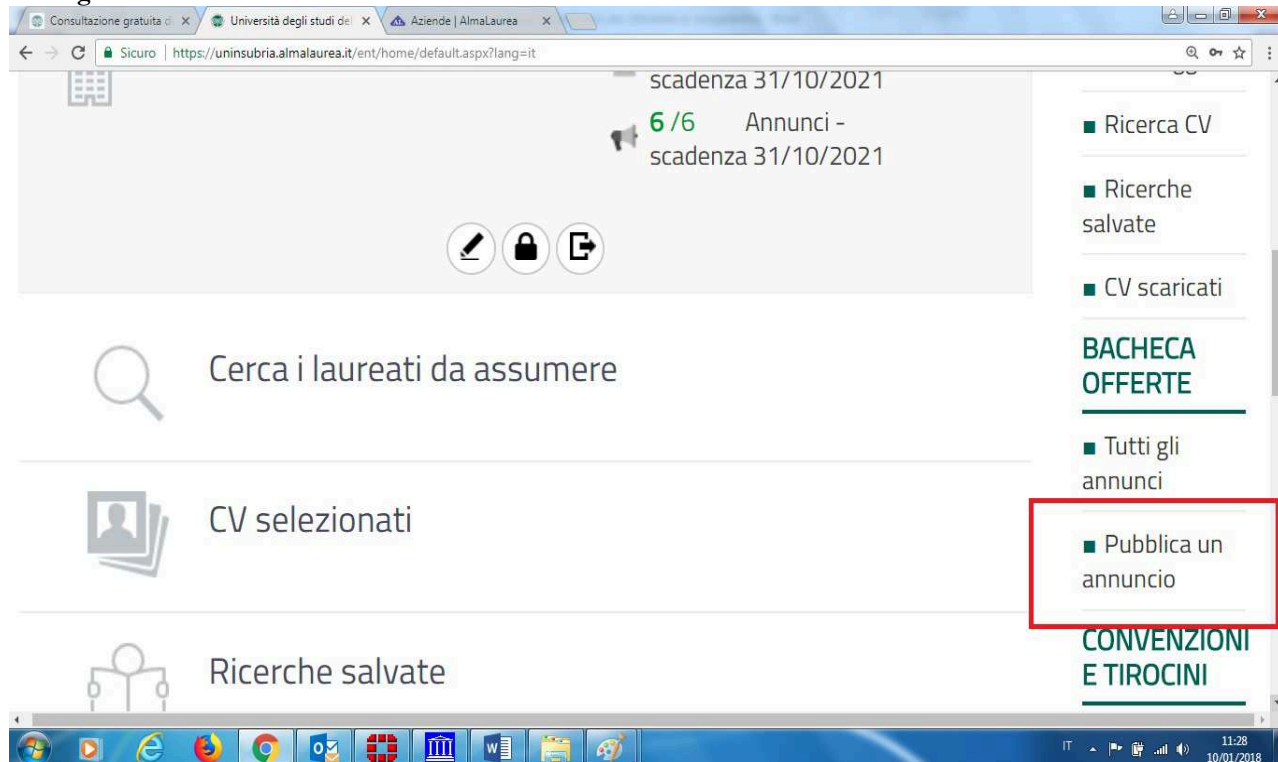 Consultazione gratuita d
Università degli studi del
Aziende | AlmaLaurea
Sicuro | https://uninsubria.almalaurea.it/ent/home/default.aspx?lang=it
scadenza 31/10/2021
6 /6 Annunci -
scadenza 31/10/2021
Cerca i laureati da assumere
CV selezionati
Ricerche salvate
Ricerca CV
Ricerche
salvate
CV scaricati
BACHECA
OFFERTE
Tutti gli
annunci
Pubblica un
annuncio
CONVENZIONI
E TIROCINI
IT
11:28
10/01/2018